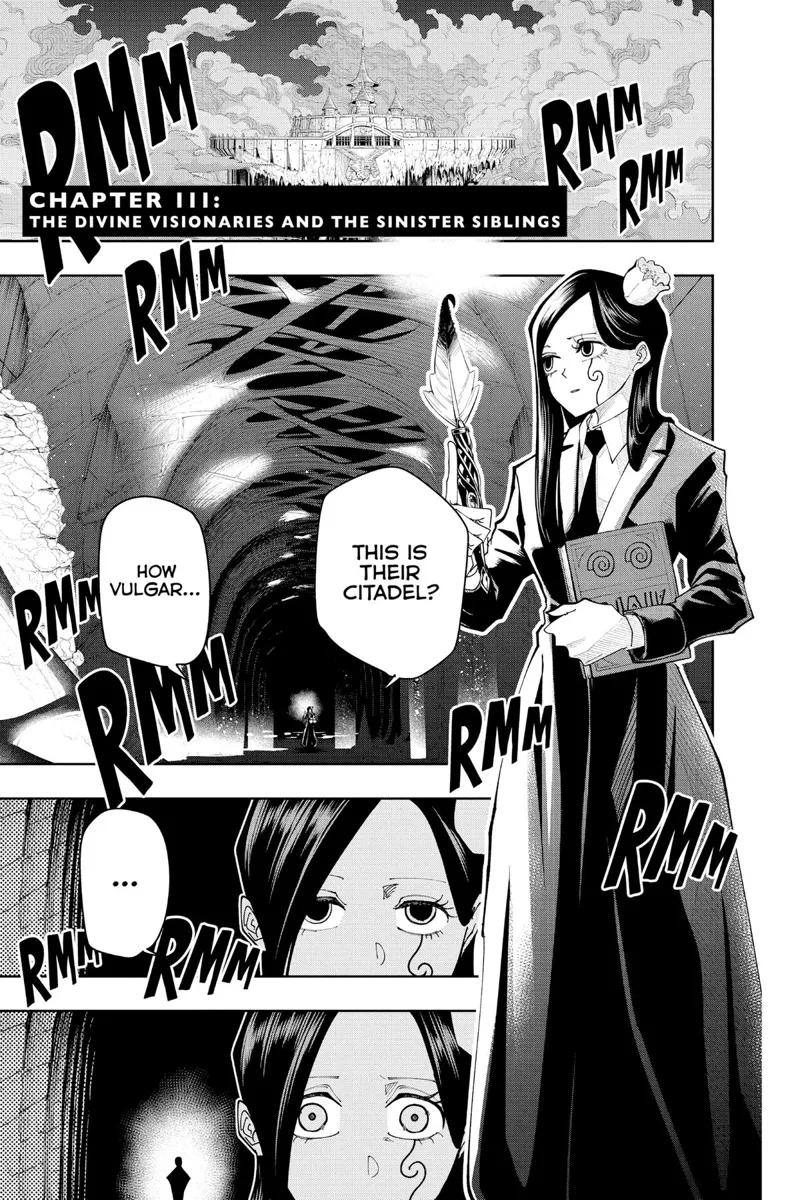 RMM
RMM
RMM
CHAPTER 111:
THE DIVINE VISIONARIES AND THE SINISTER SIBLINGS
RMM
THIS IS
THEIR
CITADEL?
HOW
VULGAR...
RMM
RMM
RMM
RMM
...
RMM
RMM